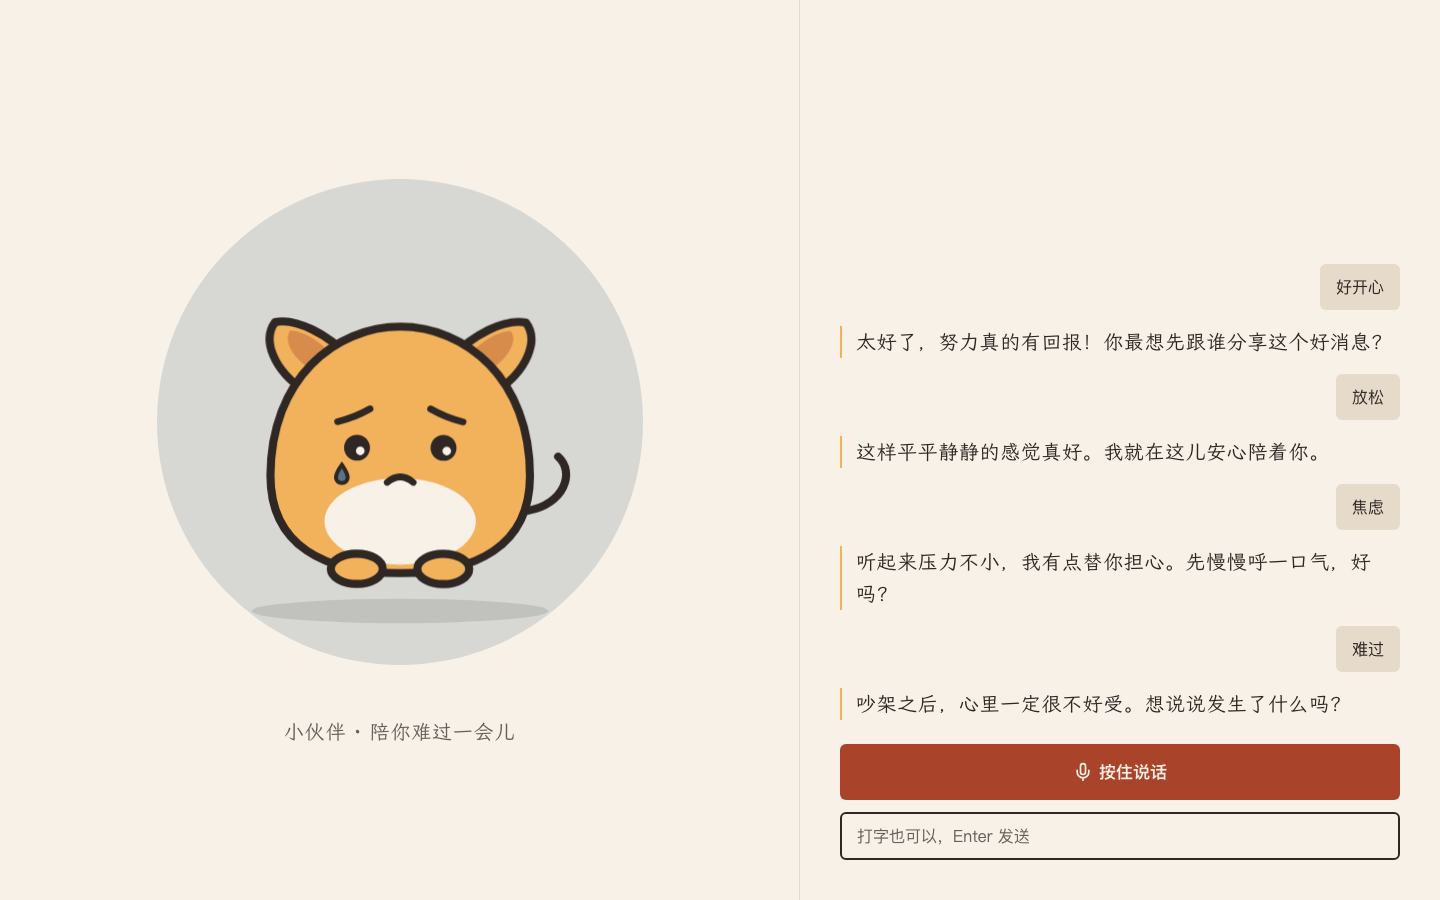 小伙伴・陪你难过一会儿
好开心
太好了，努力真的有回报！你最想先跟谁分享这个好消息？
放松
这样平平静静的感觉真好。我就在这儿安心陪着你。
焦虑
听起来压力不小，我有点替你担心。先慢慢呼一口气，好
吗？
难过
吵架之后，心里一定很不好受。想说说发生了什么吗？
按住说话
打字也可以，Enter 发送